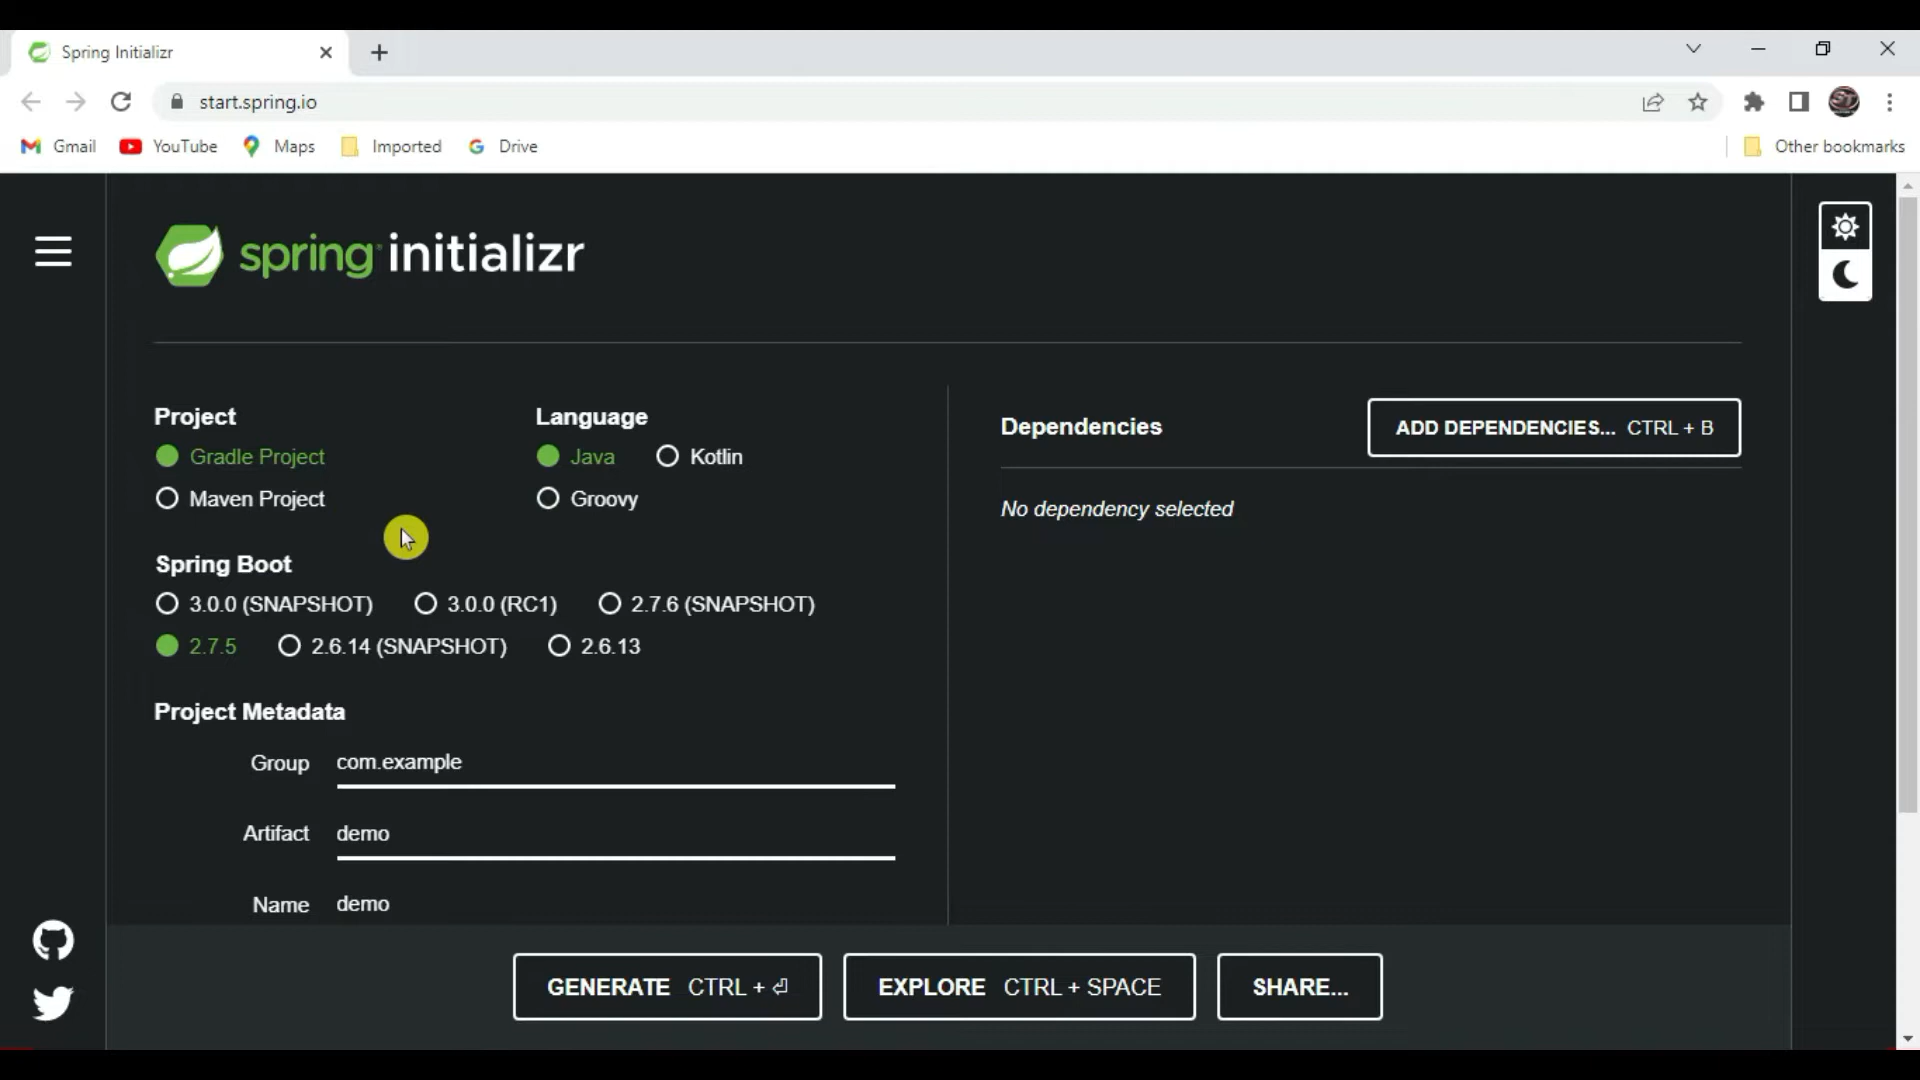 Spring Initializr
start.spring.io
Gmail YouTube Maps Imported Drive Other bookmarks
spring initializr
Project Language
Gradle Project Java Kotlin
Maven Project Groovy
Dependencies ADD DEPENDENCIES... CTRL + B
No dependency selected
Spring Boot
3.0.0 (SNAPSHOT) 3.0.0 (RC1) 2.7.6 (SNAPSHOT)
2.7.5 2.6.14 (SNAPSHOT) 2.6.13
Project Metadata
Group com.example
Artifact demo
Name demo
GENERATE CTRL + ⏎ EXPLORE CTRL + SPACE SHARE...